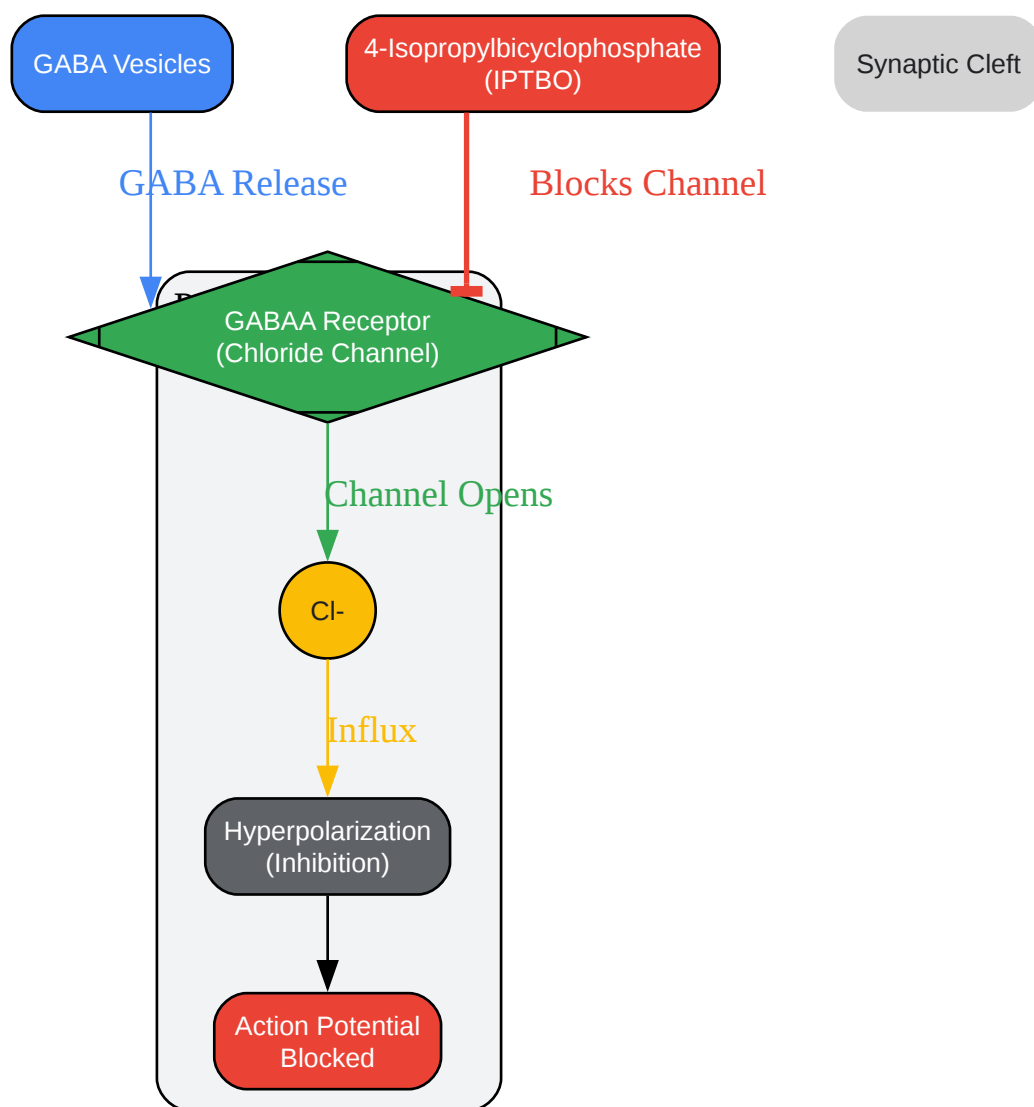 GABA Vesicles
4-Isopropylbicyclophosphate
(IPTBO)
Synaptic Cleft
GABA Release
Blocks Channel
GABAA Receptor
(Chloride Channel)
Channel Opens
Cl-
Influx
Hyperpolarization
(Inhibition)
Action Potential
Blocked